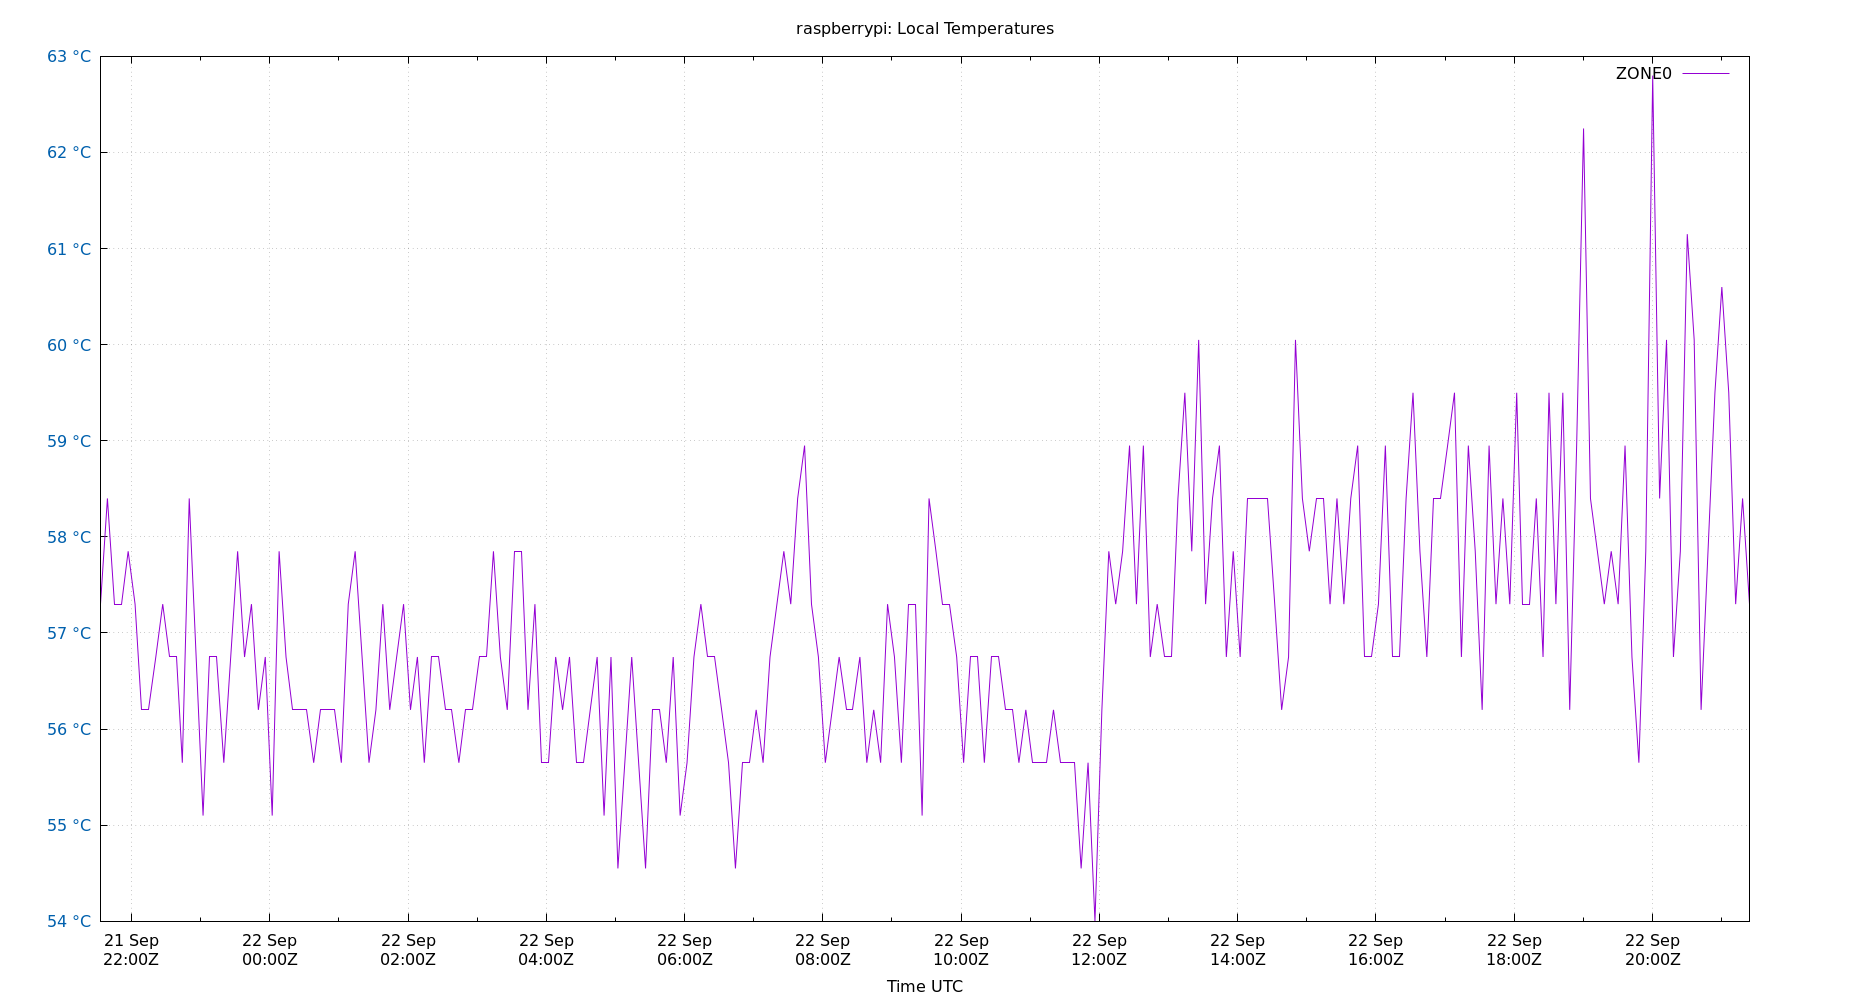 raspberrypi: Local Temperatures
63 °C
62 °C
61 °C
60 °C
59 °C
58 °C
57 °C
56 °C
55 °C
54 °C
ZONE0
21 Sep 22 Sep 22 Sep 22 Sep 22 Sep 22 Sep 22 Sep 22 Sep 22 Sep 22 Sep 22 Sep 22 Sep
22:00Z 00:00Z 02:00Z 04:00Z 06:00Z 08:00Z 10:00Z 12:00Z 14:00Z 16:00Z 18:00Z 20:00Z
Time UTC